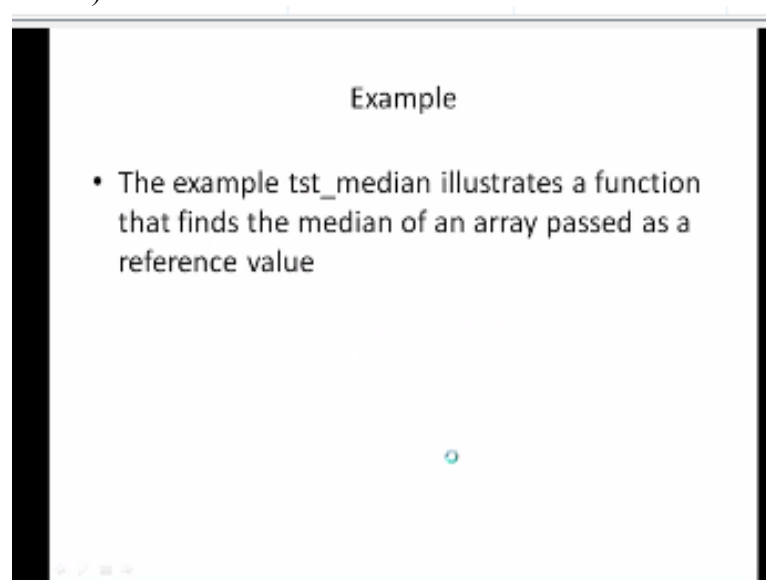 Example
• The example tst_median illustrates a function
that finds the median of an array passed as a
reference value